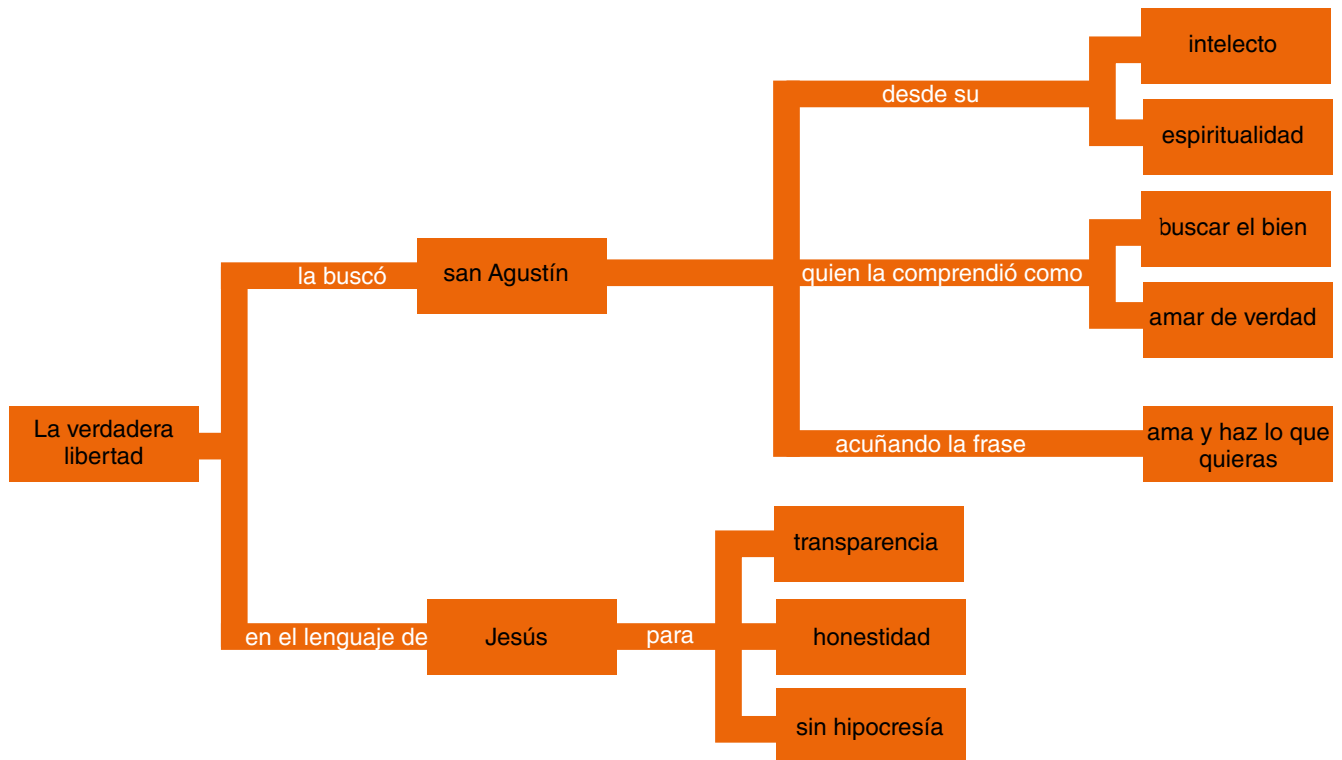 La verdadera
libertad
la buscó
san Agustín
desde su
intelecto
espiritualidad
quien la comprendió como
buscar el bien
amar de verdad
acuñando la frase
ama y haz lo que
quieras
en el lenguaje de
Jesús
para
transparencia
honestidad
sin hipocresía